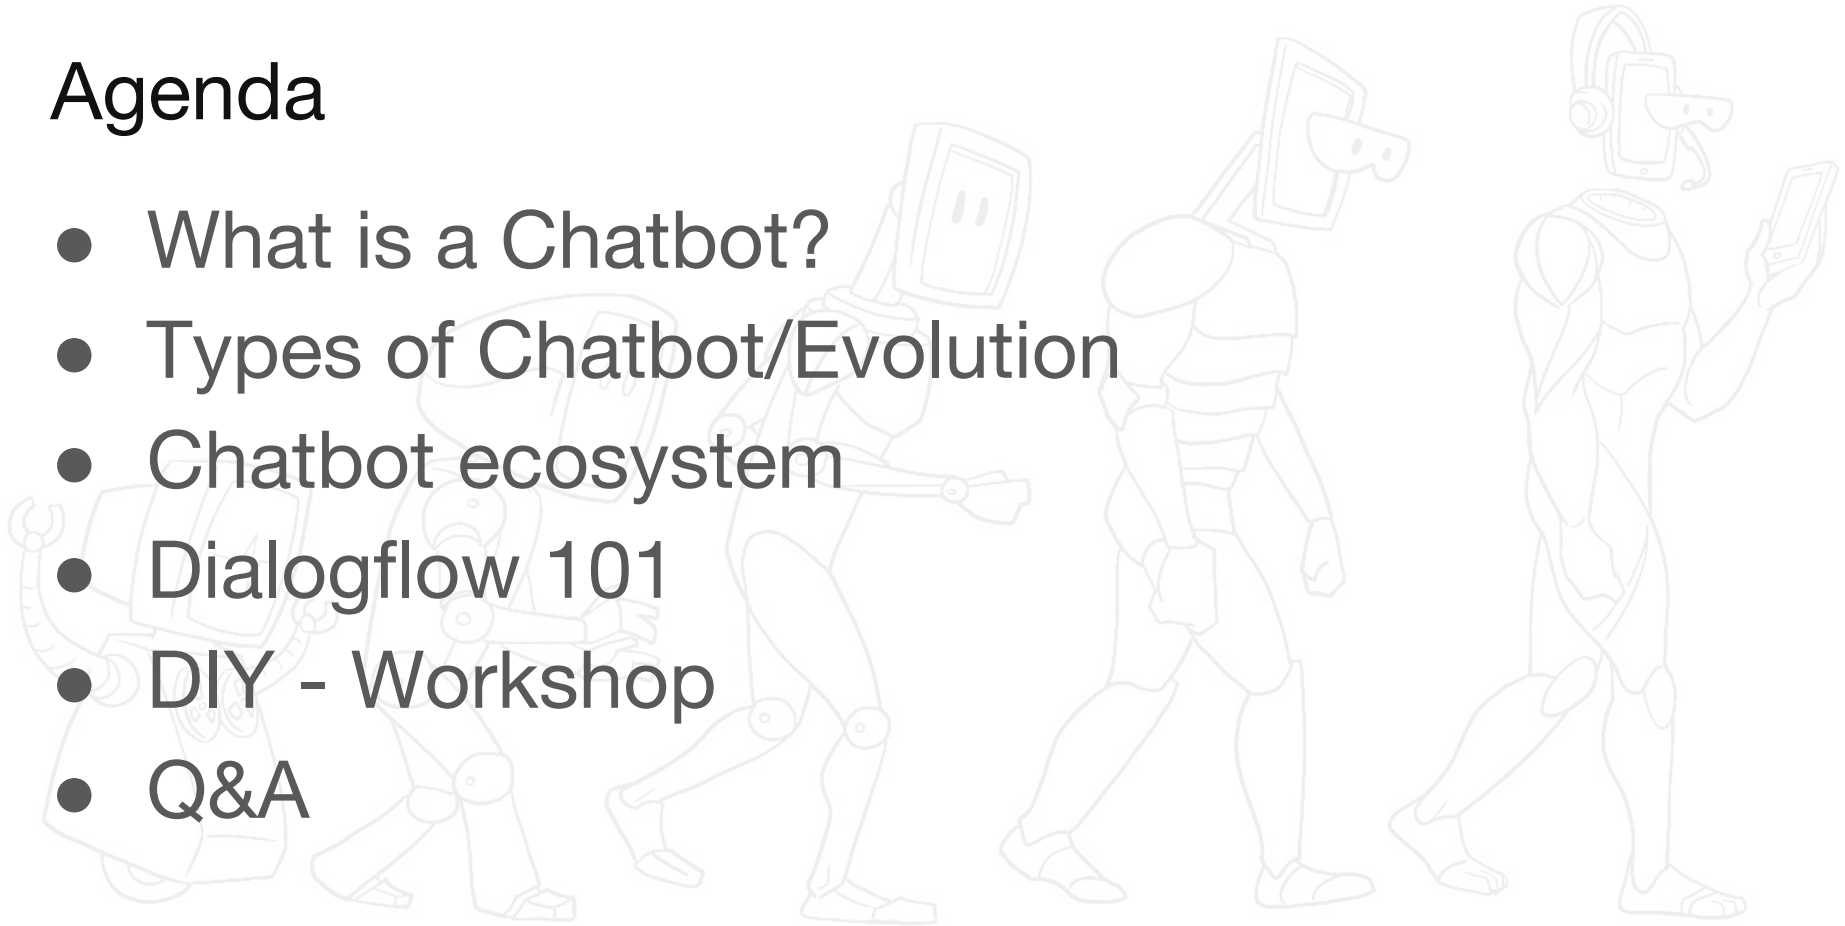 Agenda
● What is a Chatbot?
● Types of Chatbot/Evolution
● Chatbot ecosystem
● Dialogflow 101
● DIY - Workshop
● Q&A